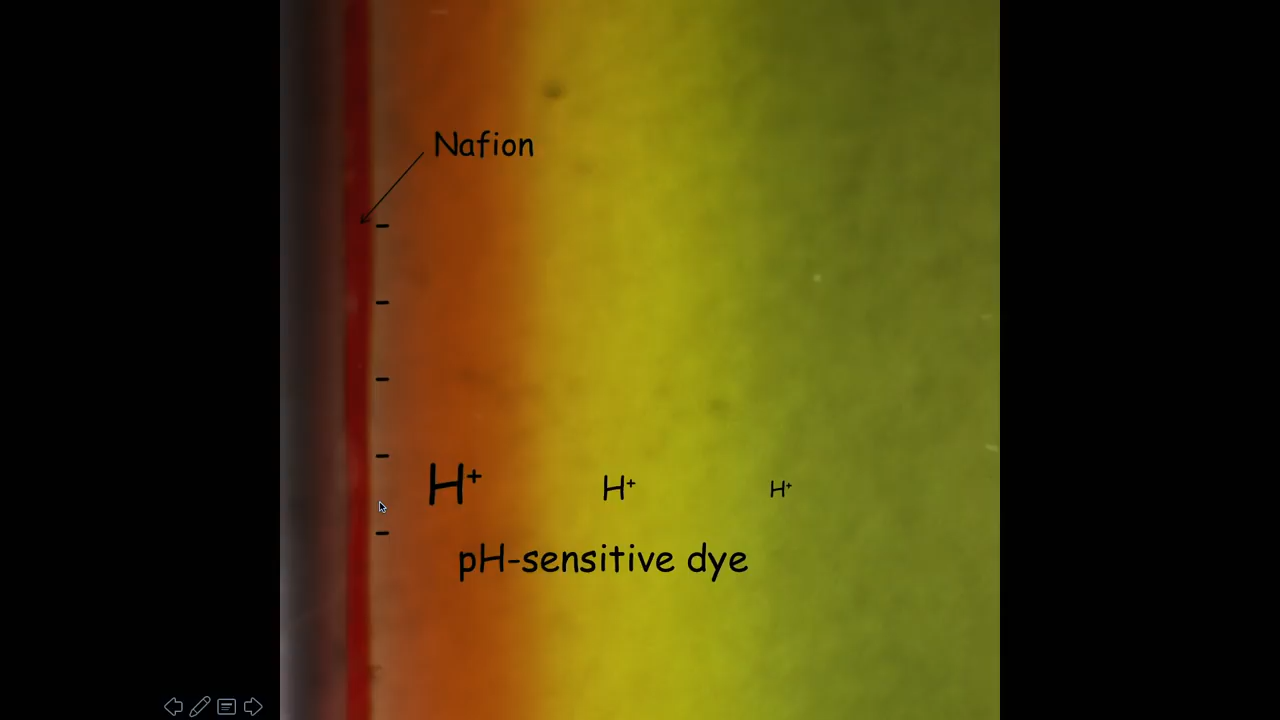 Nafion
–
–
–
–
H⁺ H⁺ H⁺
–
pH-sensitive dye